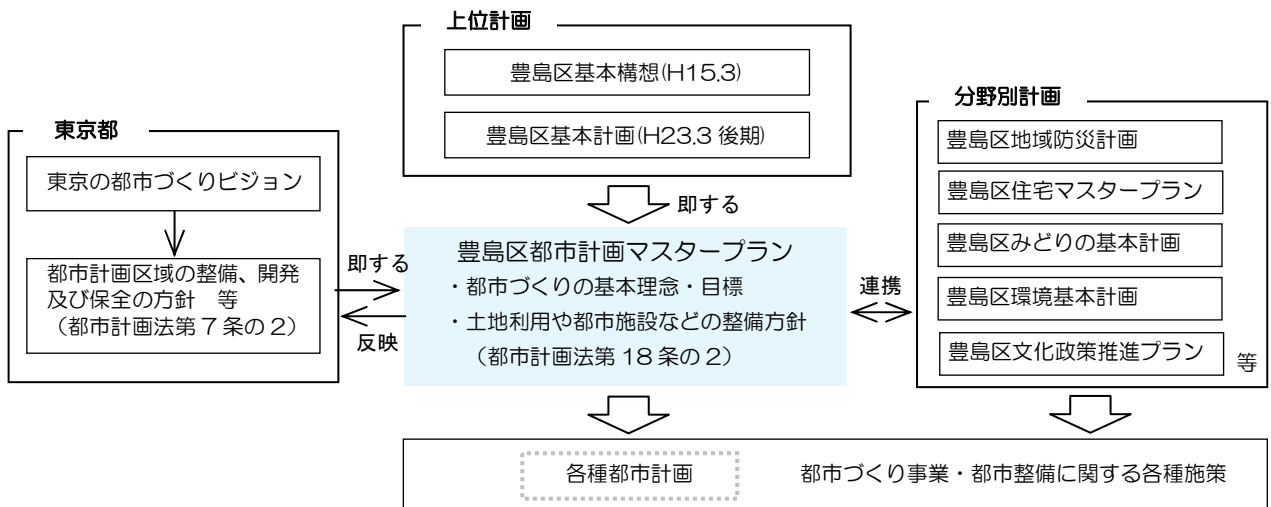 上位計画
豊島区基本構想(H15.3)
豊島区基本計画(H23.3 後期)
即する
東京都
東京の都市づくりビジョン
都市計画区域の整備、開発
及び保全の方針　等
（都市計画法第７条の２）
即する
反映
豊島区都市計画マスタープラン
・都市づくりの基本理念・目標
・土地利用や都市施設などの整備方針
（都市計画法第 18 条の２）
連携
分野別計画
豊島区地域防災計画
豊島区住宅マスタープラン
豊島区みどりの基本計画
豊島区環境基本計画
豊島区文化政策推進プラン
等
各種都市計画
都市づくり事業・都市整備に関する各種施策